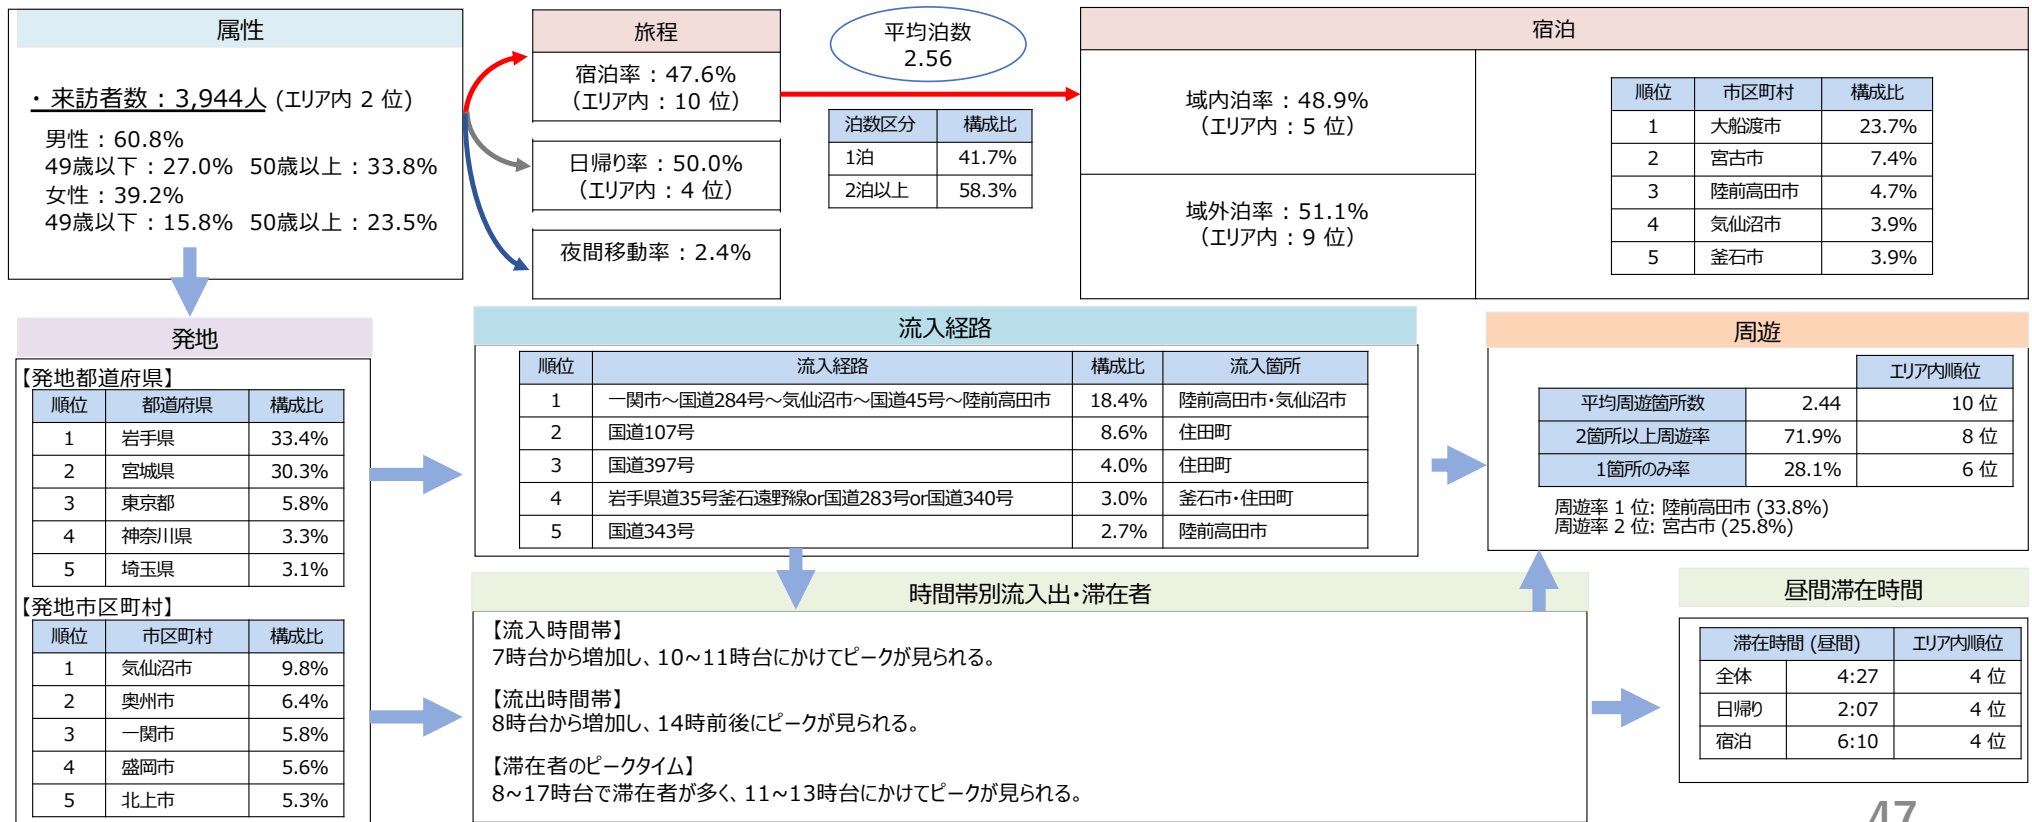 属性
・来訪者数：3,944人 (エリア内 2 位)
男性：60.8%
49歳以下：27.0% 50歳以上：33.8%
女性：39.2%
49歳以下：15.8% 50歳以上：23.5%
旅程
宿泊率：47.6%
（エリア内：10 位）
日帰り率：50.0%
（エリア内：4 位）
夜間移動率：2.4%
平均泊数
2.56
泊数区分 構成比
1泊 41.7%
2泊以上 58.3%
宿泊
域内泊率：48.9%
（エリア内：5 位）
域外泊率：51.1%
（エリア内：9 位）
順位 市区町村 構成比
1 大船渡市 23.7%
2 宮古市 7.4%
3 陸前高田市 4.7%
4 気仙沼市 3.9%
5 釜石市 3.9%
発地
【発地都道府県】
順位 都道府県 構成比
1 岩手県 33.4%
2 宮城県 30.3%
3 東京都 5.8%
4 神奈川県 3.3%
5 埼玉県 3.1%
【発地市区町村】
順位 市区町村 構成比
1 気仙沼市 9.8%
2 奥州市 6.4%
3 一関市 5.8%
4 盛岡市 5.6%
5 北上市 5.3%
流入経路
順位 流入経路 構成比 流入箇所
1 一関市～国道284号～気仙沼市～国道45号～陸前高田市 18.4% 陸前高田市・気仙沼市
2 国道107号 8.6% 住田町
3 国道397号 4.0% 住田町
4 岩手県道35号釜石遠野線or国道283号or国道340号 3.0% 釜石市・住田町
5 国道343号 2.7% 陸前高田市
時間帯別流入出・滞在者
【流入時間帯】
7時台から増加し、10~11時台にかけてピークが見られる。
【流出時間帯】
8時台から増加し、14時前後にピークが見られる。
【滞在者のピークタイム】
8~17時台で滞在者が多く、11~13時台にかけてピークが見られる。
周遊
エリア内順位
平均周遊箇所数 2.44 10 位
2箇所以上周遊率 71.9% 8 位
1箇所のみ率 28.1% 6 位
周遊率 1 位: 陸前高田市 (33.8%)
周遊率 2 位: 宮古市 (25.8%)
昼間滞在時間
滞在時間 (昼間) エリア内順位
全体 4:27 4 位
日帰り 2:07 4 位
宿泊 6:10 4 位
47